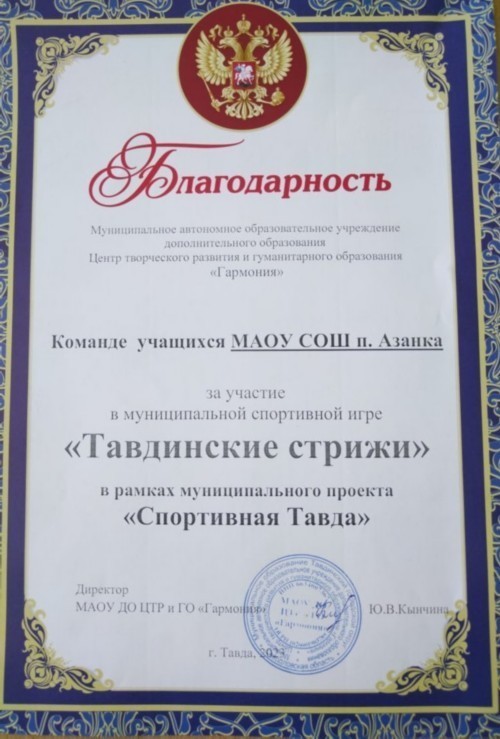 Благодарность
Муниципальное автономное образовательное учреждение
дополнительного образования
Центр творческого развития и гуманитарного образования
«Гармония»
Команде учащихся МАОУ СОШ п. Азанка
за участие
в муниципальной спортивной игре
«Тавдинские стрижи»
в рамках муниципального проекта
«Спортивная Тавда»
Директор
МАОУ ДО ЦТР и ГО «Гармония» Ю.В.Кынчина
г. Тавда,